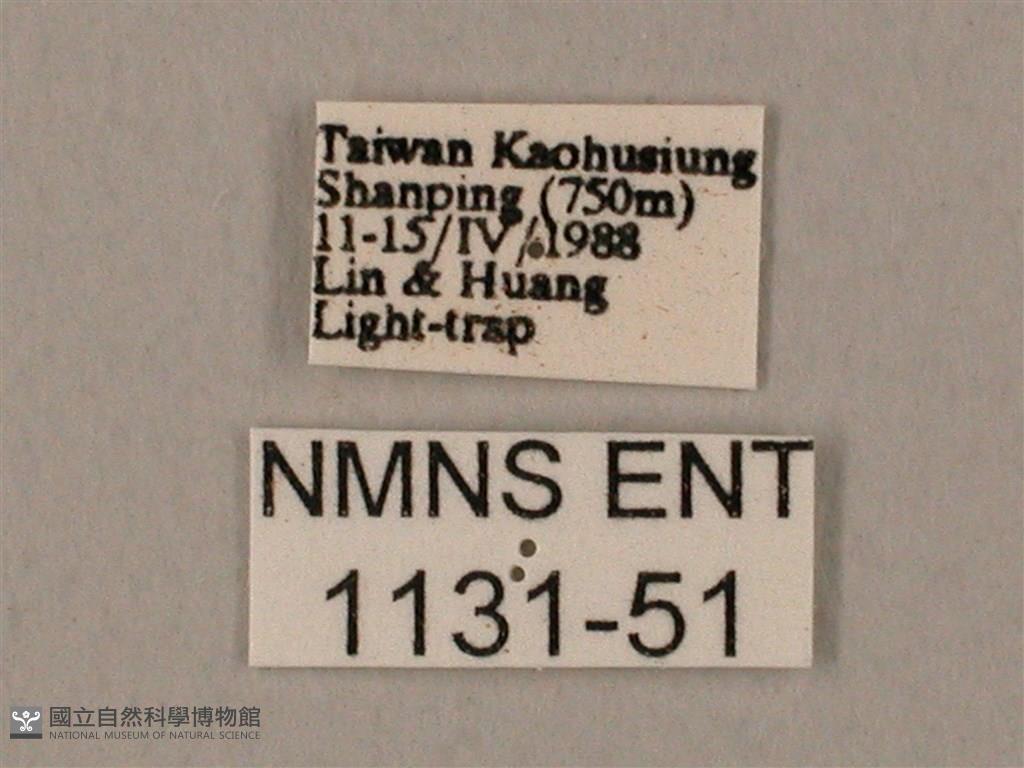 Taiwan Kaohusiung
Shanping (750m)
11-15/IV/1988
Lin & Huang
Light-trap
NMNS ENT
1131-51
國立自然科學博物館
NATIONAL MUSEUM OF NATURAL SCIENCE